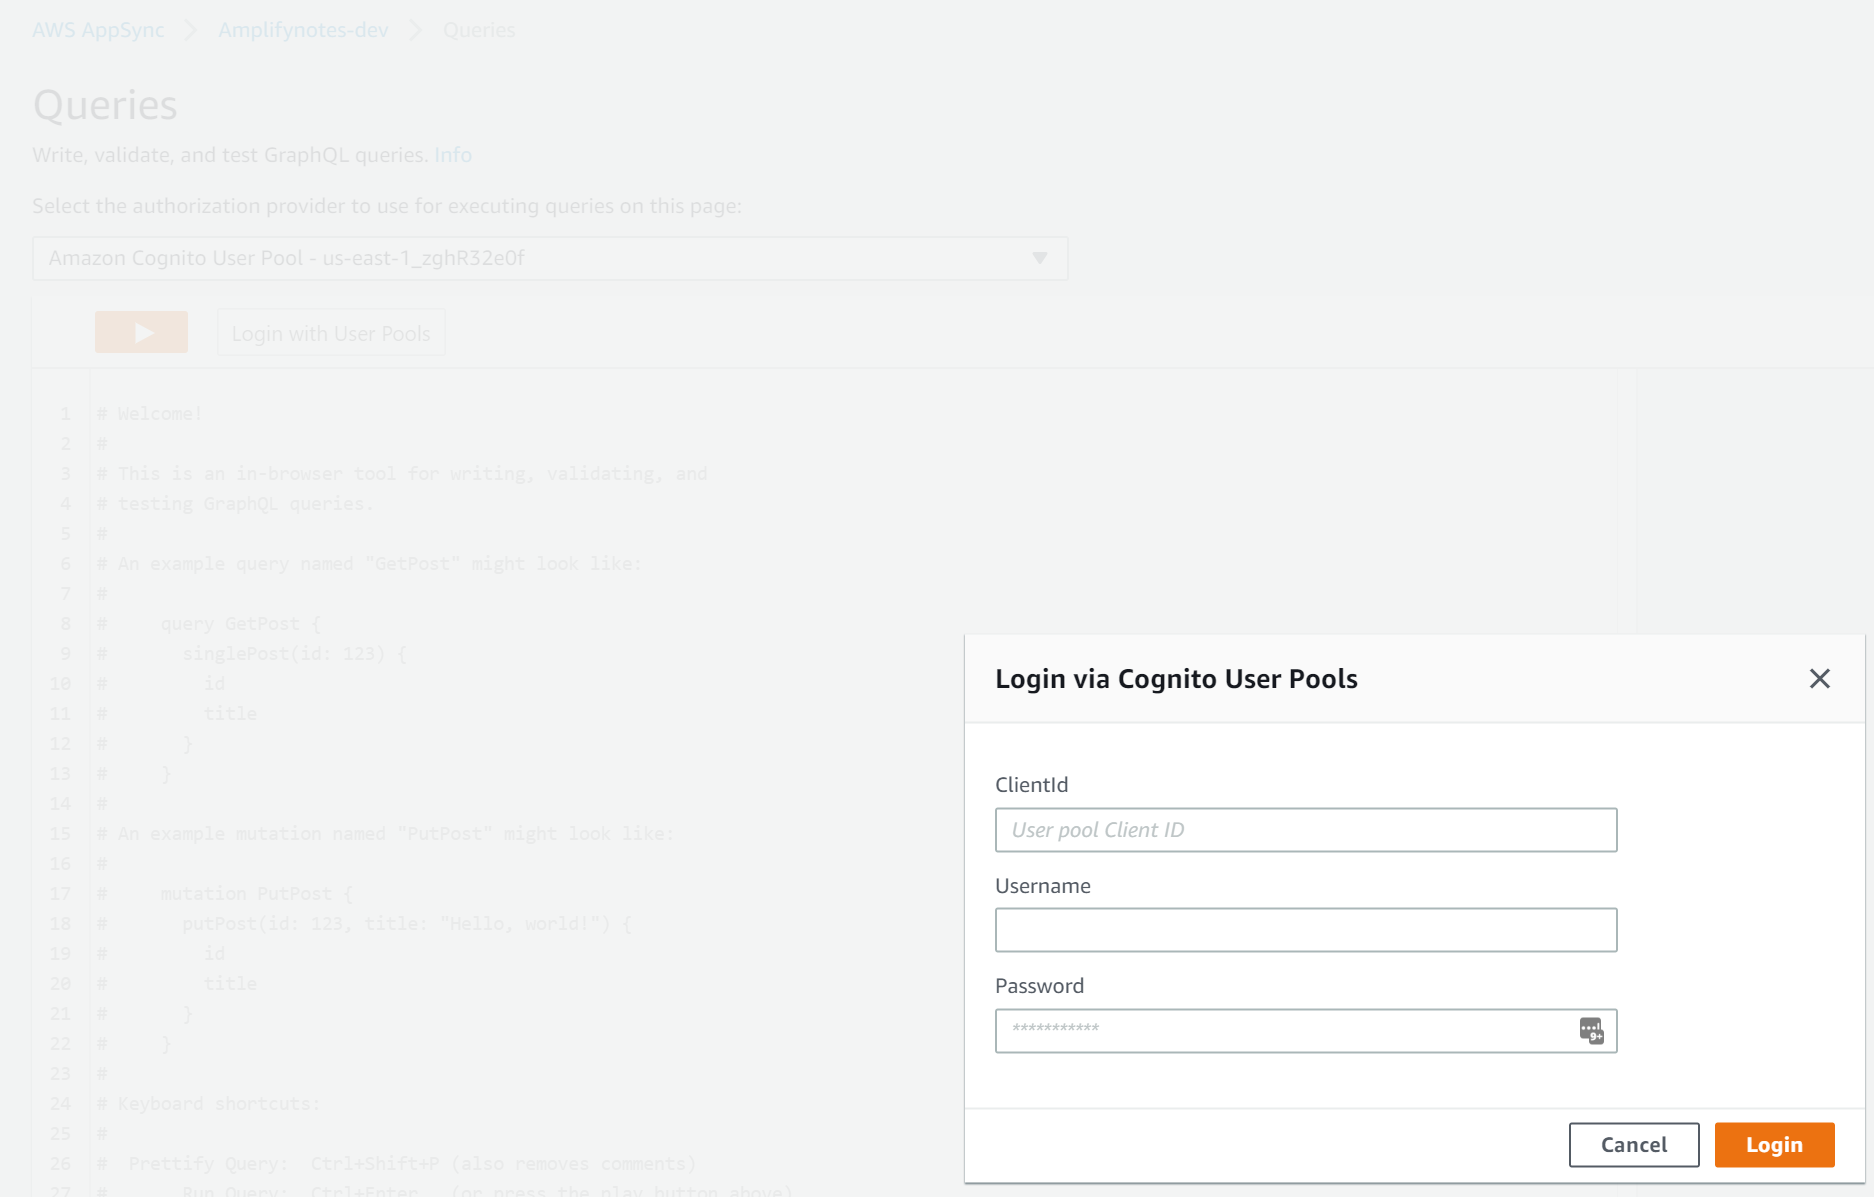 AWS AppSync > Amplifynotes-dev > Queries
Queries
Write, validate, and test GraphQL queries. Info
Select the authorization provider to use for executing queries on this page:
Amazon Cognito User Pool - us-east-1_zghR32e0f
Login with User Pools
1 # Welcome!
2 #
3 # This is an in-browser tool for writing, validating, and
4 # testing GraphQL queries.
5 #
6 # An example query named "GetPost" might look like:
7 #
8 #     query GetPost {
9 #       singlePost(id: 123) {
10 #         id
11 #         title
12 #       }
13 #     }
14 #
15 # An example mutation named "PutPost" might look like:
16 #
17 #     mutation PutPost {
18 #       putPost(id: 123, title: "Hello, world!") {
19 #         id
20 #         title
21 #       }
22 #     }
23 #
24 # Keyboard shortcuts:
25 #
26 #  Prettify Query:  Ctrl+Shift+P (also removes comments)
27 #       Run Query:  Ctrl+Enter   (or press the play button above)
Login via Cognito User Pools
ClientId
User pool Client ID
Username
Password
***********
9+
Cancel
Login